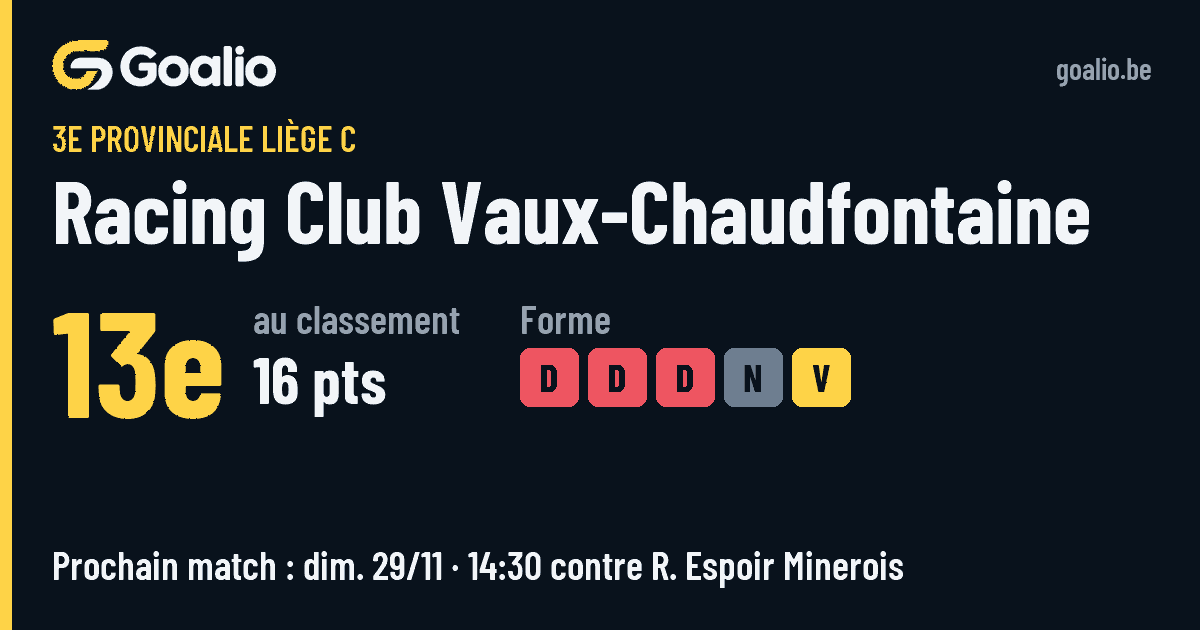 Goalio
goalio.be
3E PROVINCIALE LIÈGE C
Racing Club Vaux-Chaudfontaine
13e
au classement
16 pts
Forme
D D D N V
Prochain match : dim. 29/11 · 14:30 contre R. Espoir Minerois